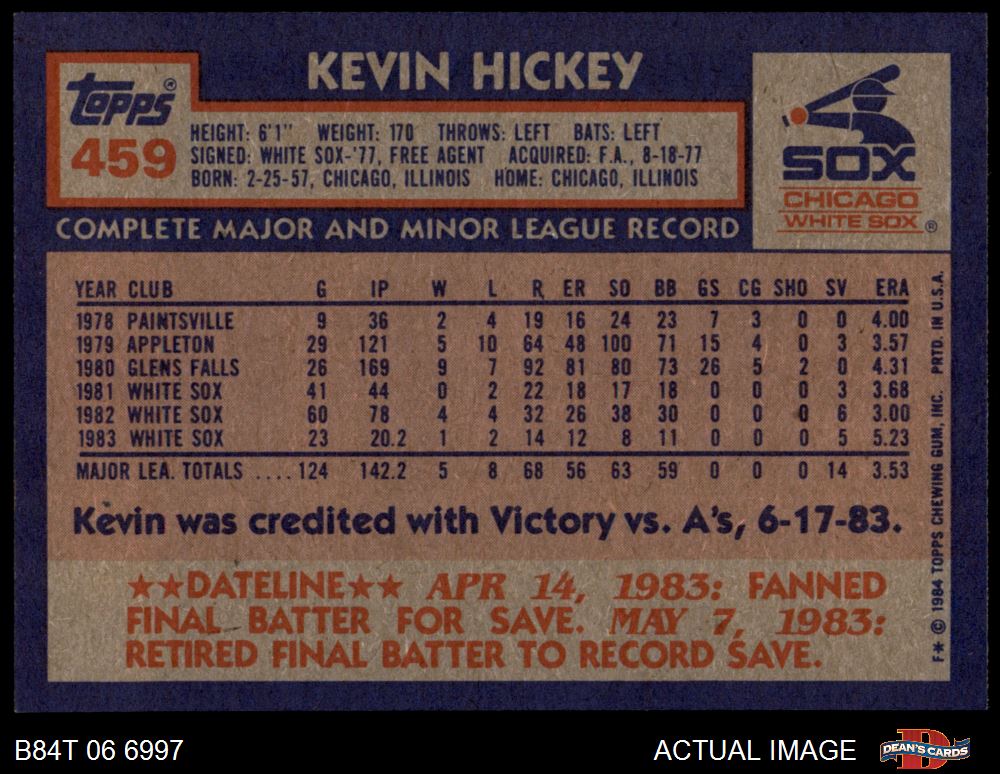 KEVIN HICKEY
topps®
459
HEIGHT: 6'1" WEIGHT: 170 THROWS: LEFT BATS: LEFT
SIGNED: WHITE SOX-'77, FREE AGENT ACQUIRED: F.A., 8-18-77
BORN: 2-25-57, CHICAGO, ILLINOIS HOME: CHICAGO, ILLINOIS
SOX
CHICAGO
WHITE SOX ®
COMPLETE MAJOR AND MINOR LEAGUE RECORD
YEAR CLUB G IP W L R ER SO BB GS CG SHO SV ERA
1978 PAINTSVILLE 9 36 2 4 19 16 24 23 7 3 0 0 4.00
1979 APPLETON 29 121 5 10 64 48 100 71 15 4 0 3 3.57
1980 GLENS FALLS 26 169 9 7 92 81 80 73 26 5 2 0 4.31
1981 WHITE SOX 41 44 0 2 22 18 17 18 0 0 0 3 3.68
1982 WHITE SOX 60 78 4 4 32 26 38 30 0 0 0 6 3.00
1983 WHITE SOX 23 20.2 1 2 14 12 8 11 0 0 0 5 5.23
MAJOR LEA. TOTALS .... 124 142.2 5 8 68 56 63 59 0 0 0 14 3.53
Kevin was credited with Victory vs. A's, 6-17-83.
★★DATELINE★★ APR 14, 1983: FANNED
FINAL BATTER FOR SAVE. MAY 7, 1983:
RETIRED FINAL BATTER TO RECORD SAVE.
F★ © 1984 TOPPS CHEWING GUM, INC. PRTD. IN U.S.A.
B84T 06 6997
ACTUAL IMAGE
D
DEAN'S CARDS